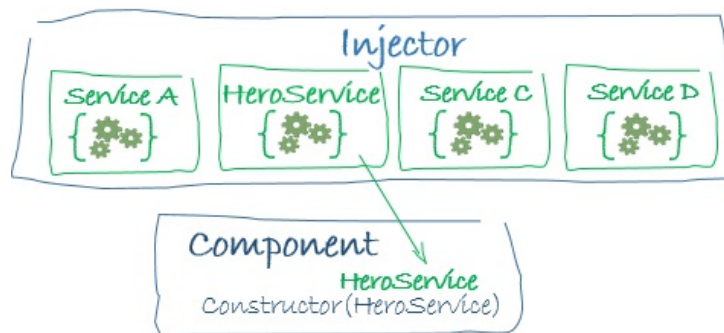 Injector
Service A
HeroService
Service C
Service D
Component
HeroService
Constructor(HeroService)